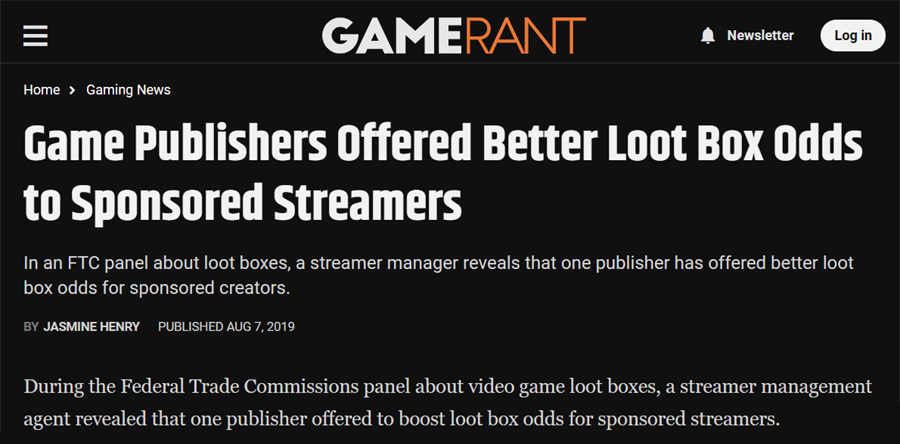 GAMERANT
Newsletter
Log in
Home > Gaming News
Game Publishers Offered Better Loot Box Odds
to Sponsored Streamers
In an FTC panel about loot boxes, a streamer manager reveals that one publisher has offered better loot
box odds for sponsored creators.
BY JASMINE HENRY PUBLISHED AUG 7, 2019
During the Federal Trade Commissions panel about video game loot boxes, a streamer management
agent revealed that one publisher offered to boost loot box odds for sponsored streamers.